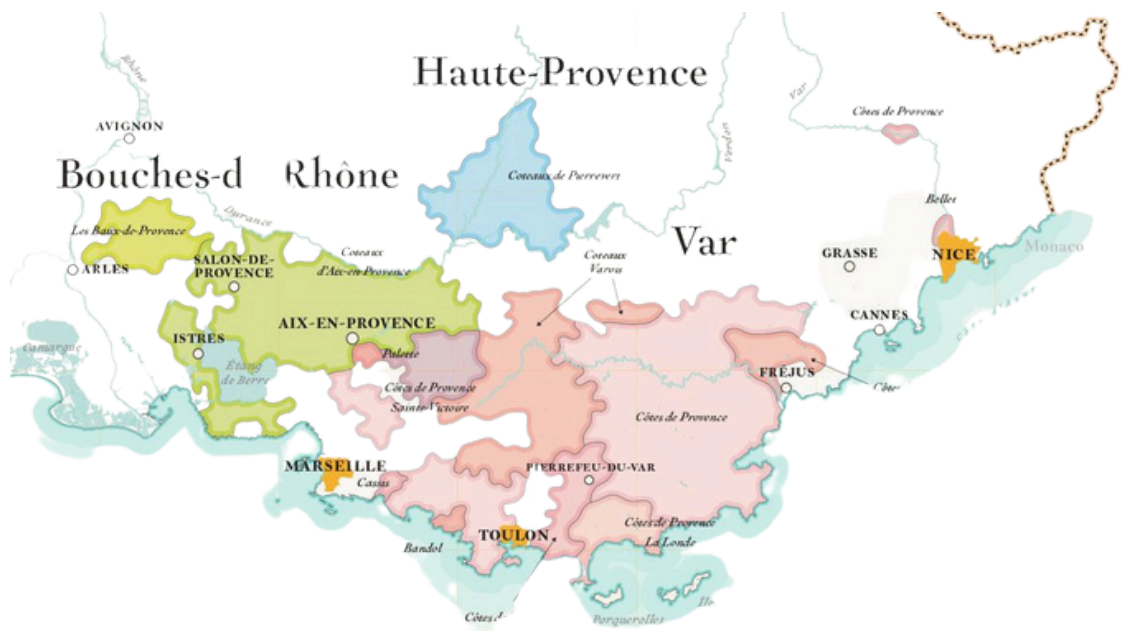 Haute-Provence
Rhône
Var
Côtes de Provence
AVIGNON
Verdon
Bouches-d Rhône
Coteaux de Pierrevert
Durance
Bellet
Les Baux-de-Provence
Var
Monaco
ARLES
SALON-DE-
PROVENCE
Coteaux
d'Aix-en-Provence
Coteaux
Varois
GRASSE
NICE
CANNES
ISTRES
AIX-EN-PROVENCE
Camargue
Étang
de Berre
Palette
FRÉJUS
Côtes de Provence
Sainte-Victoire
Côtes de Provence
MARSEILLE
Cassis
PIERREFEU-DU-VAR
Côtes de Provence
La Londe
TOULON
Bandol
Porquerolles